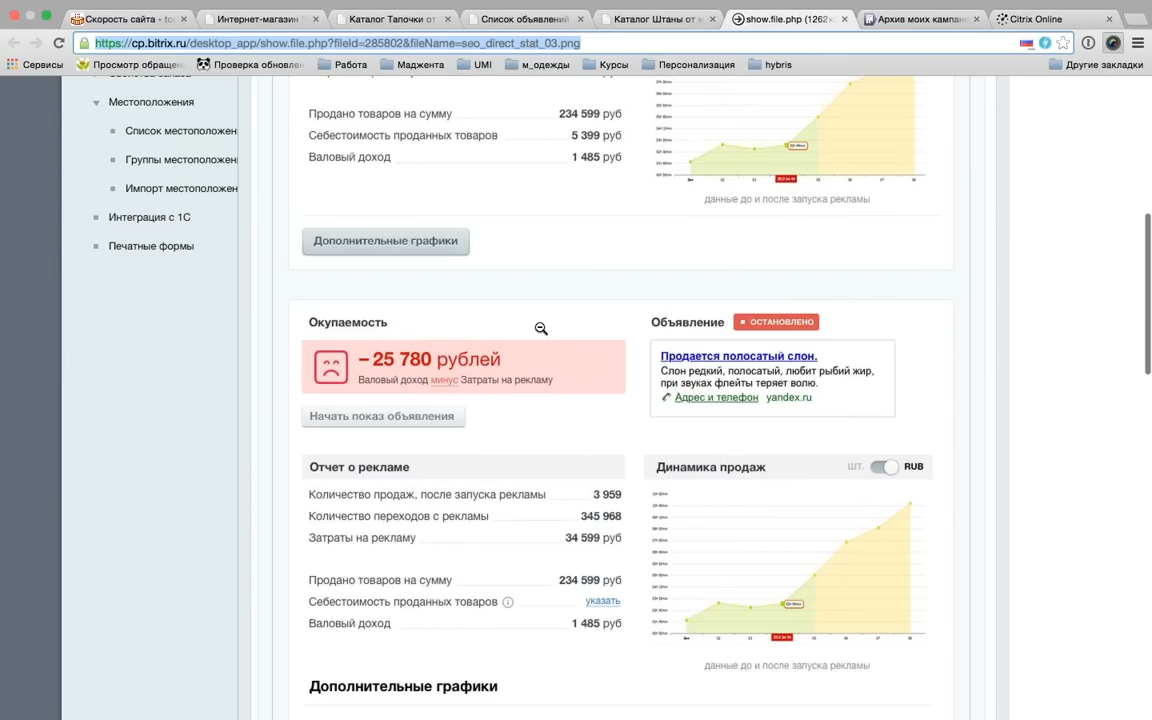 Скорость сайта -
Интернет-магазин
Каталог Тапочки от
Список объявлений
Каталог Штаны от
show.file.php (1262×
Архив моих кампан
Citrix Online
https://cp.bitrix.ru/desktop_app/show.file.php?fileId=285802&fileName=seo_direct_stat_03.png
Сервисы
Просмотр обращен
Проверка обновлен
Работа
Маджента
UMI
м_одежды
Курсы
Персонализация
hybris
Другие закладки
Местоположения
Список местоположен
Группы местоположен
Импорт местоположен
Интеграция с 1С
Печатные формы
Продано товаров на сумму 234 599 руб
Себестоимость проданных товаров 5 399 руб
Валовый доход 1 485 руб
данные до и после запуска рекламы
Дополнительные графики
Окупаемость
– 25 780 рублей
Валовый доход минус Затраты на рекламу
Начать показ объявления
Объявление ОСТАНОВЛЕНО
Продается полосатый слон.
Слон редкий, полосатый, любит рыбий жир,
при звуках флейты теряет волю.
Адрес и телефон yandex.ru
Отчет о рекламе
Количество продаж, после запуска рекламы 3 959
Количество переходов с рекламы 345 968
Затраты на рекламу 34 599 руб
Продано товаров на сумму 234 599 руб
Себестоимость проданных товаров указать
Валовый доход 1 485 руб
Динамика продаж ШТ. RUB
данные до и после запуска рекламы
Дополнительные графики